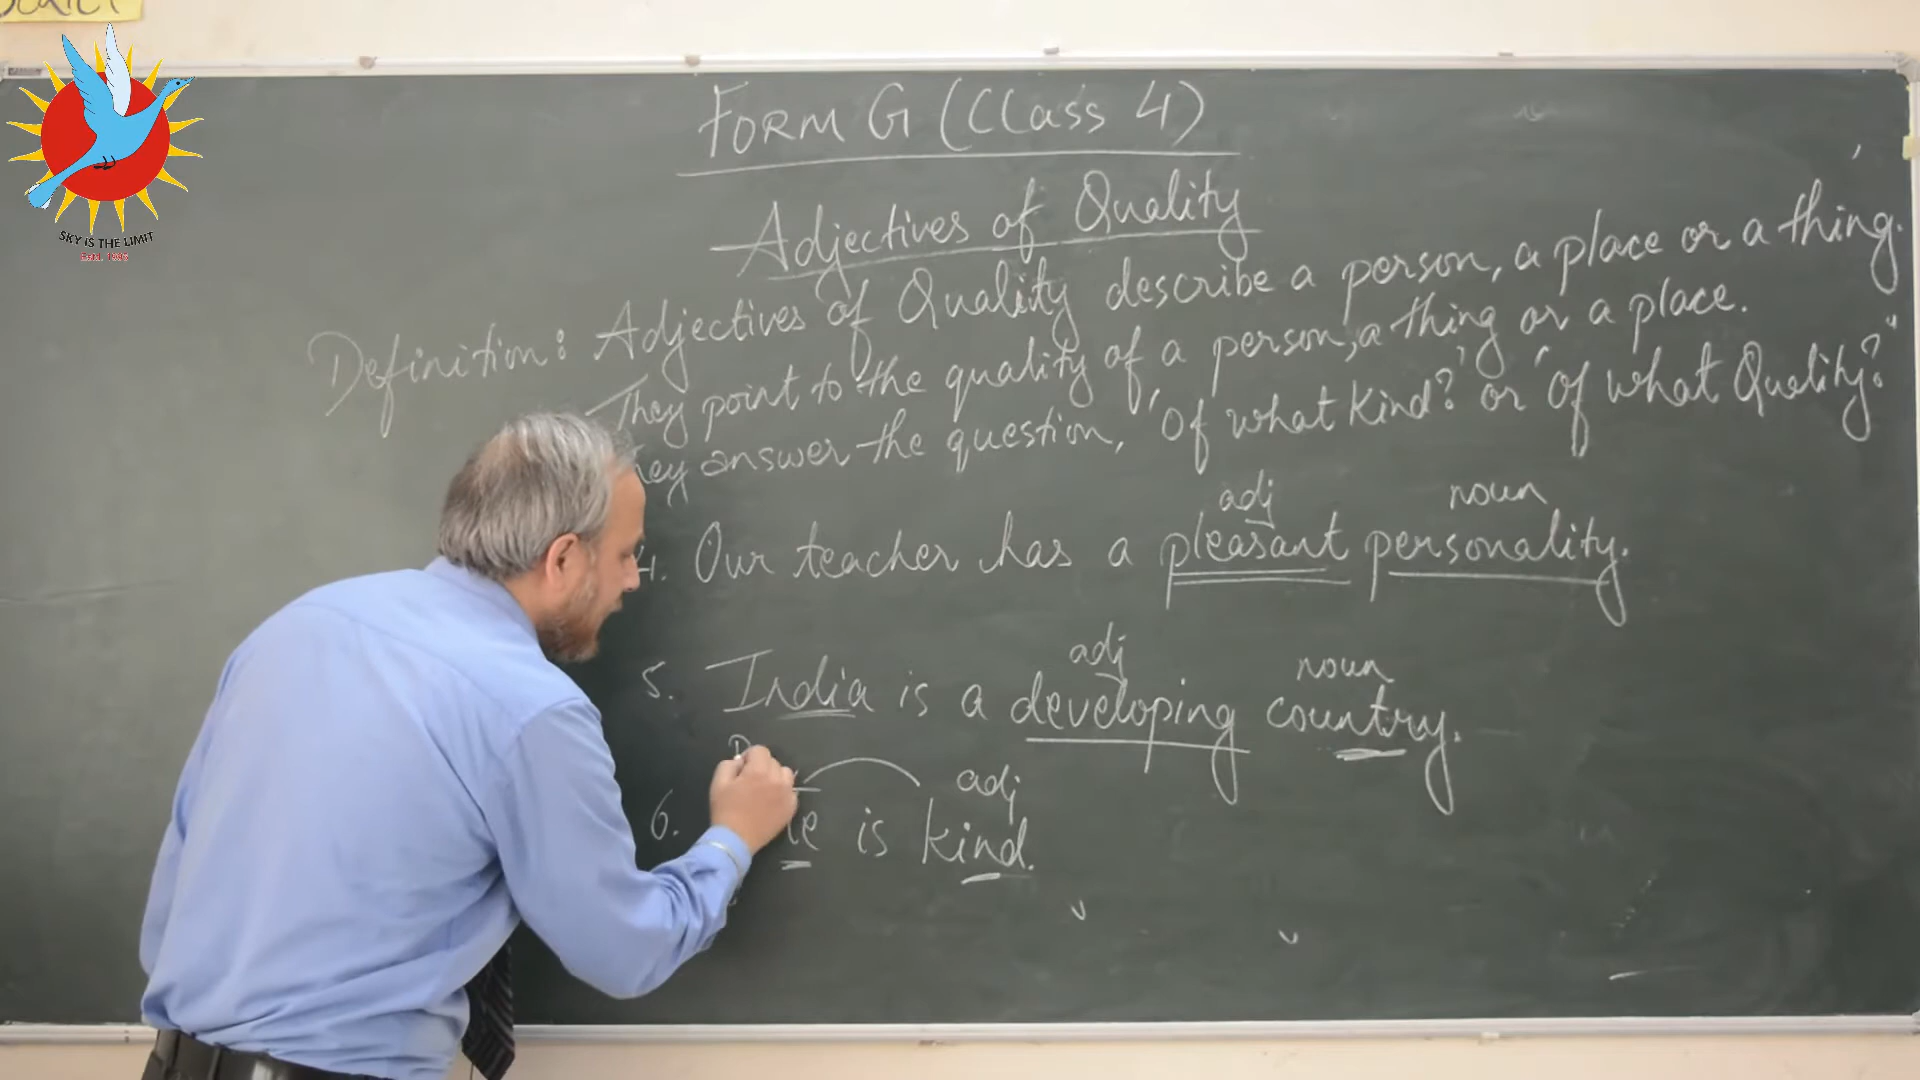 SKY IS THE LIMIT
Estd. 1996
FORM G (Class 4)
Adjectives of Quality
Definition: Adjectives of Quality describe a person, a place or a thing.
They point to the quality of a person, a thing or a place.
answer the question, 'Of what kind?' or 'Of what Quality?"
adj noun
4. Our teacher has a pleasant personality.
adj noun
5. India is a developing country.
adj
6. is kind.